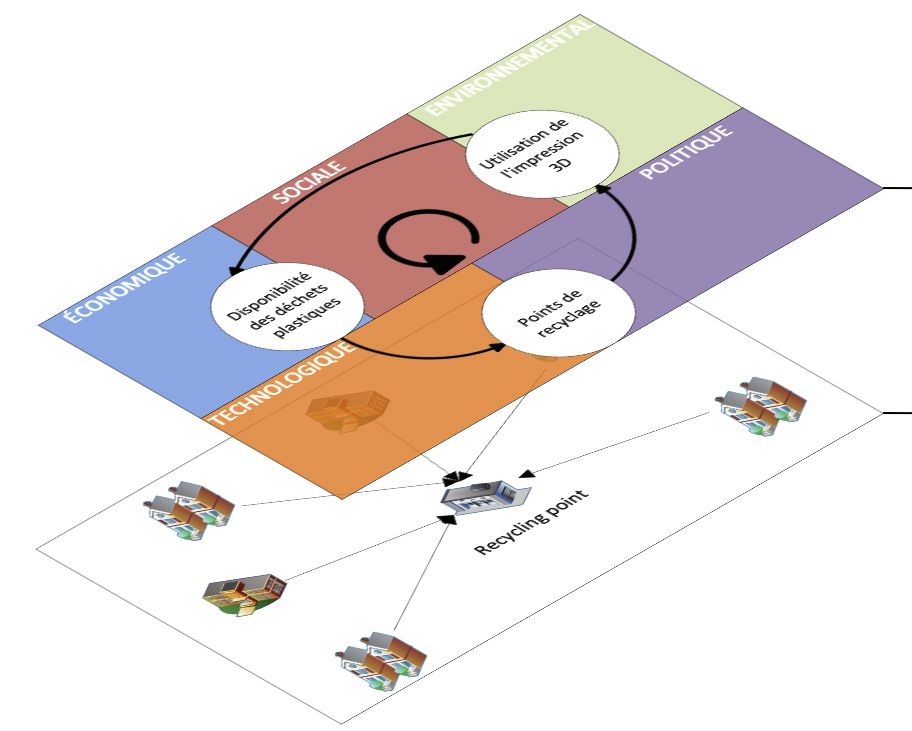 ENVIRONNEMENTAL
Utilisation de
l'impression
3D
POLITIQUE
SOCIALE
ÉCONOMIQUE
Disponibilité
des déchets
plastiques
Points de
recyclage
TECHNOLOGIQUE
Recycling point